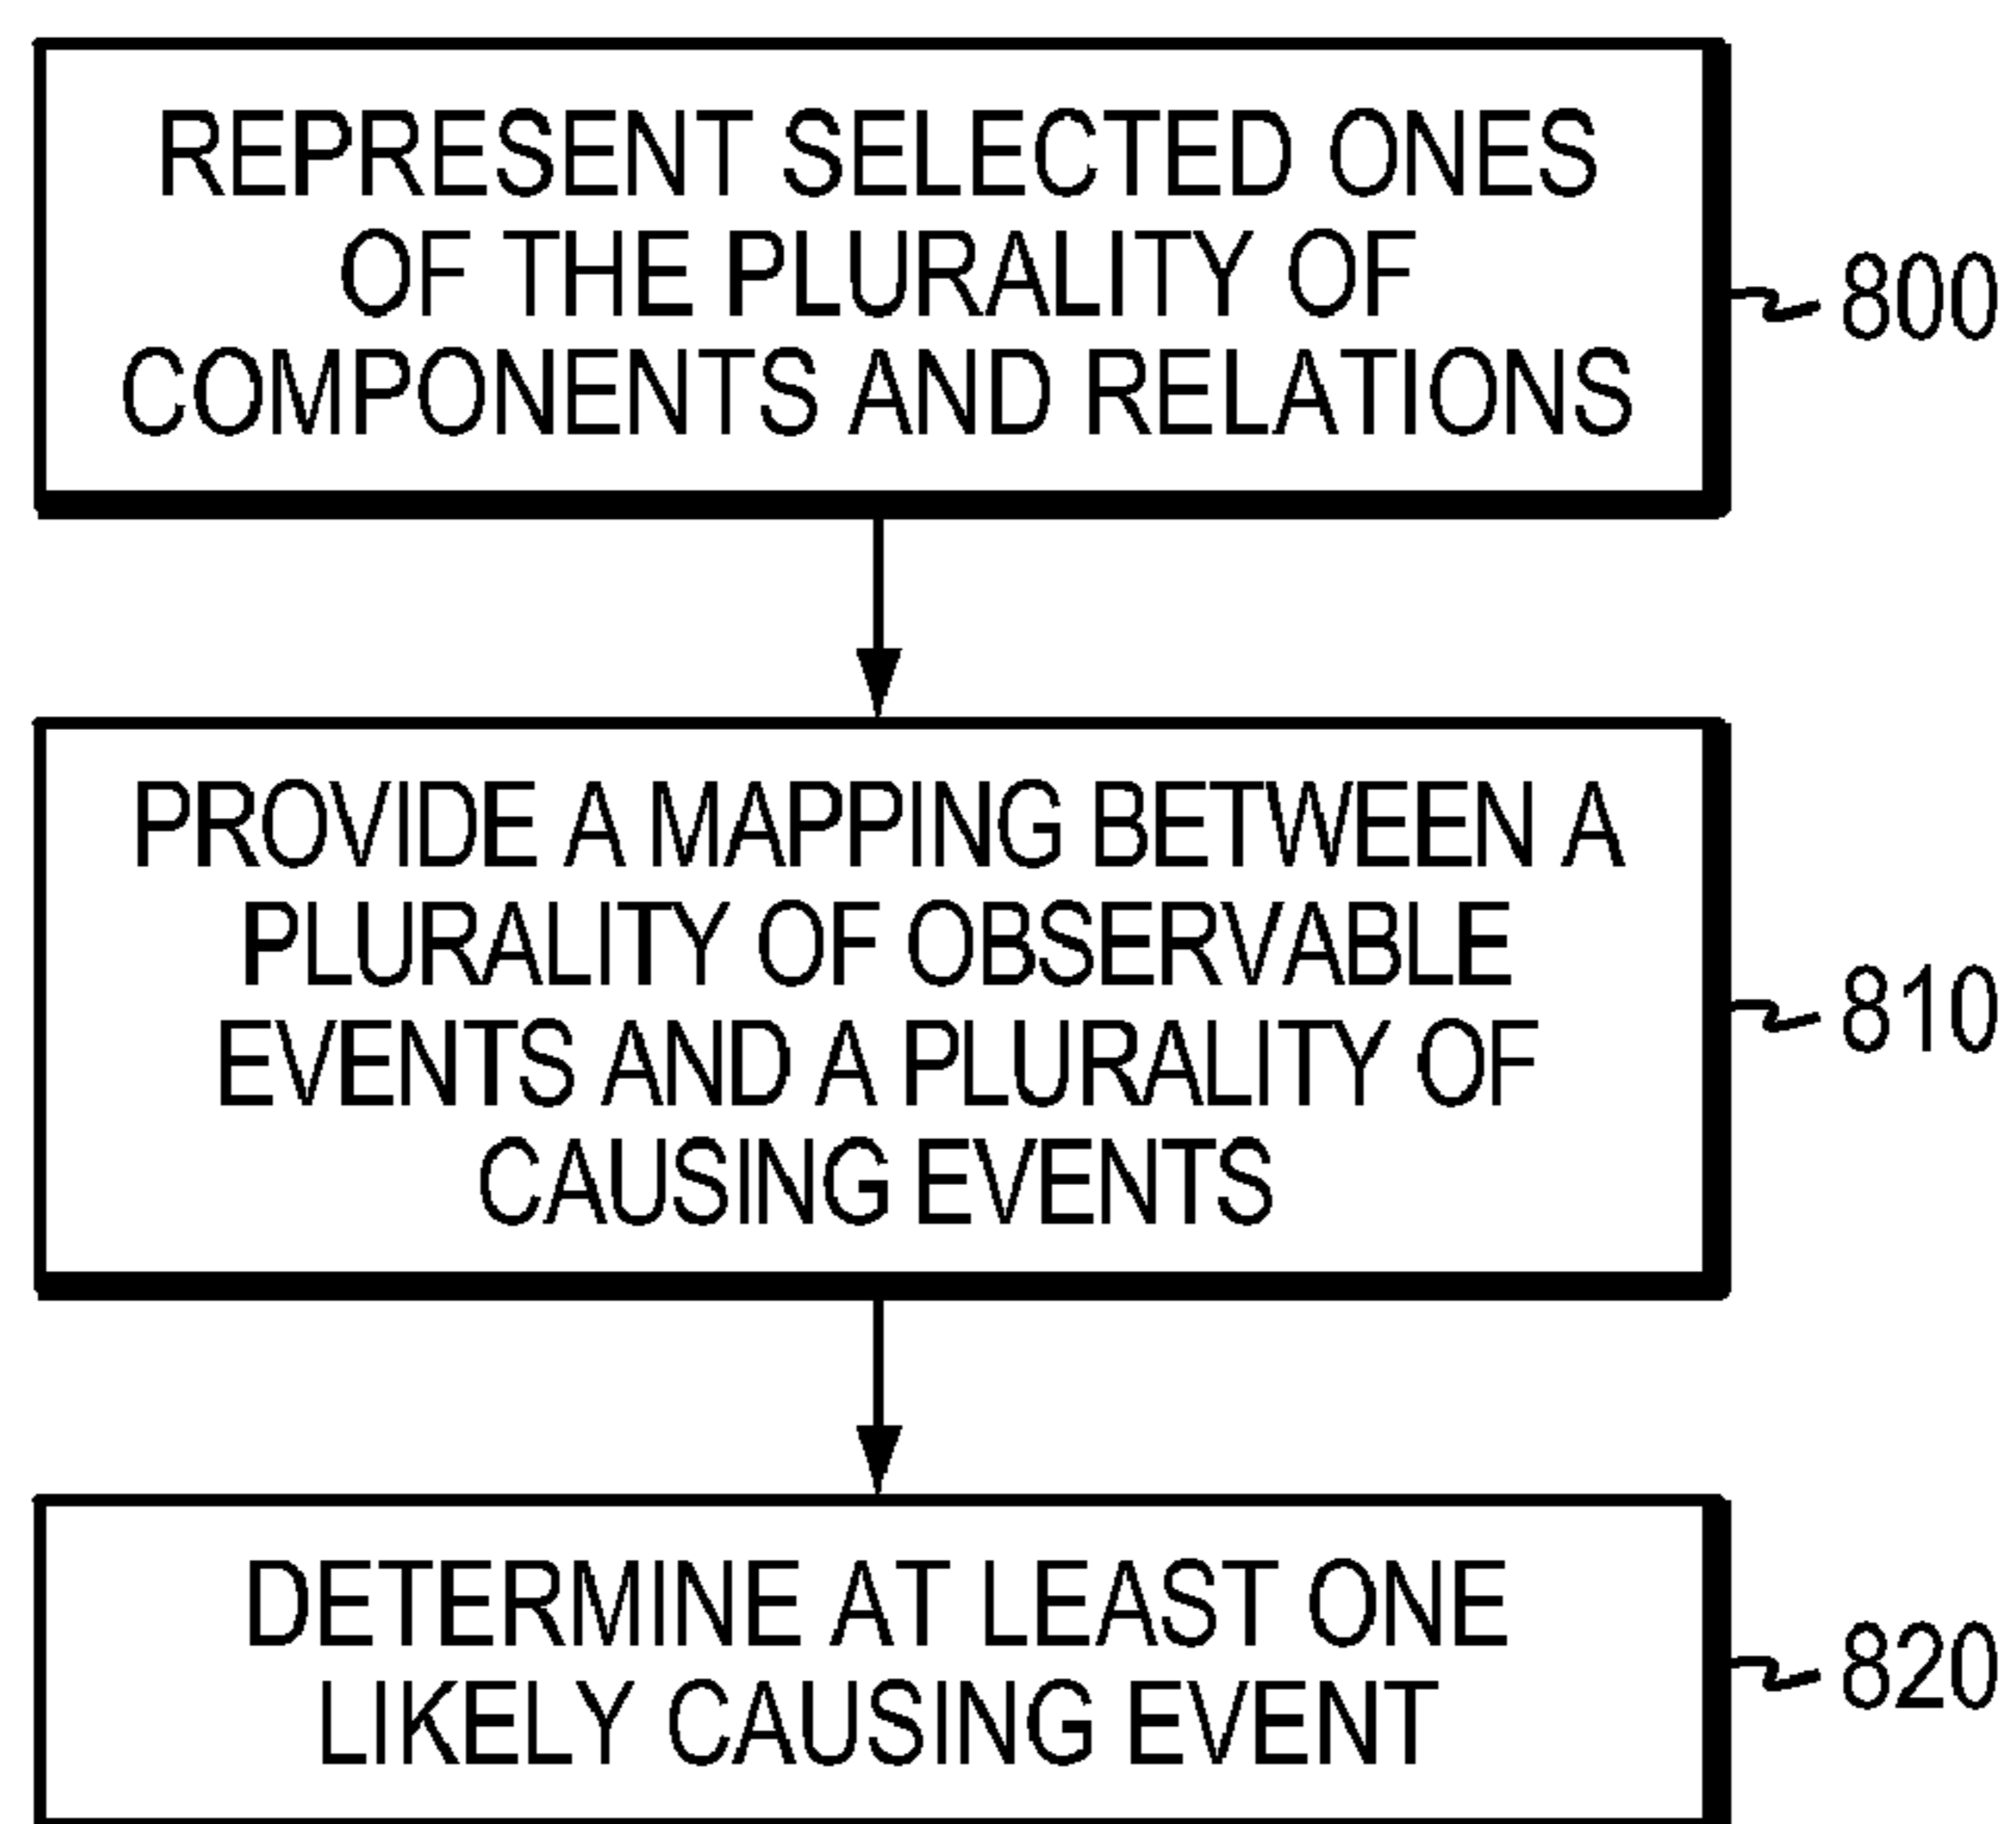 REPRESENT SELECTED ONES
OF THE PLURALITY OF
COMPONENTS AND RELATIONS
800
PROVIDE A MAPPING BETWEEN A
PLURALITY OF OBSERVABLE
EVENTS AND A PLURALITY OF
CAUSING EVENTS
810
DETERMINE AT LEAST ONE
LIKELY CAUSING EVENT
820